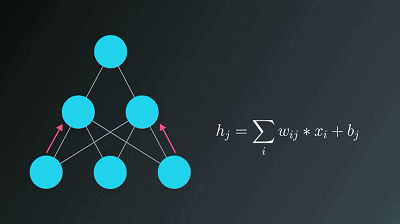 h_j = \sum_i w_{ij} * x_i + b_j